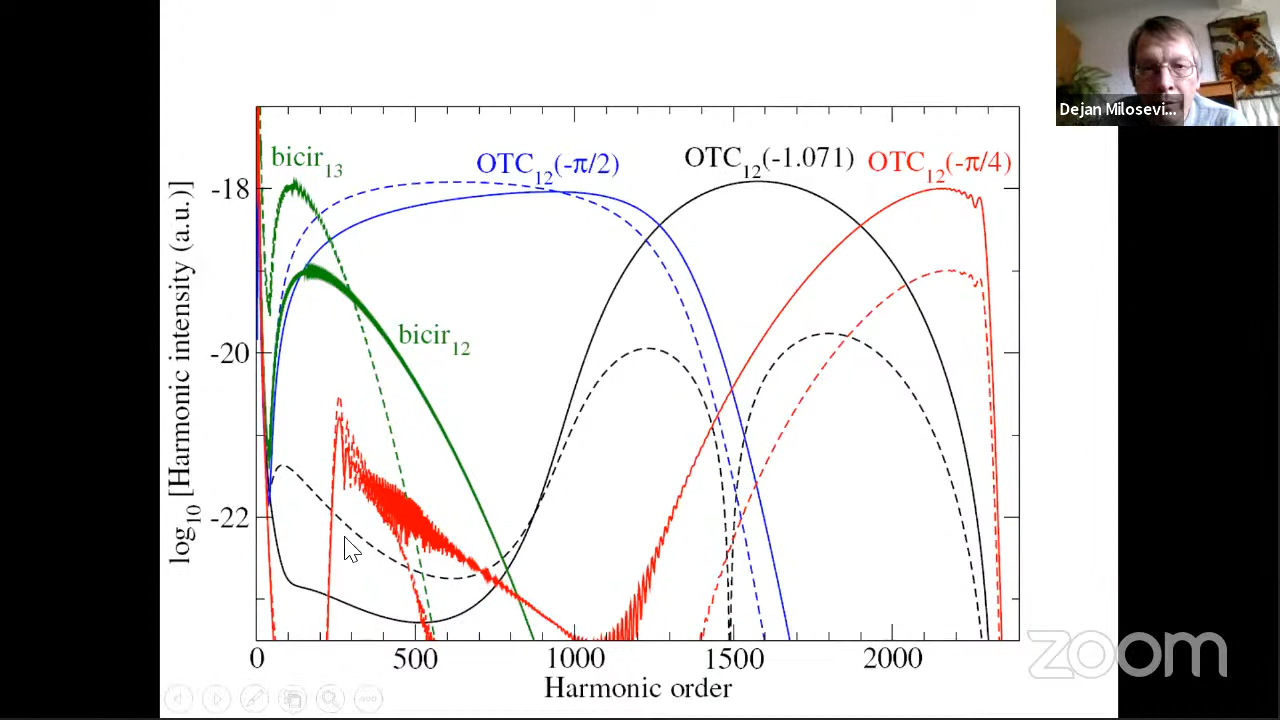 Dejan Milosevi...
bicir13
OTC12(-π/2)
OTC12(-1.071)
OTC12(-π/4)
bicir12
-18
-20
-22
log10 [Harmonic intensity (a.u.)]
0
500
1000
1500
2000
Harmonic order
zoom